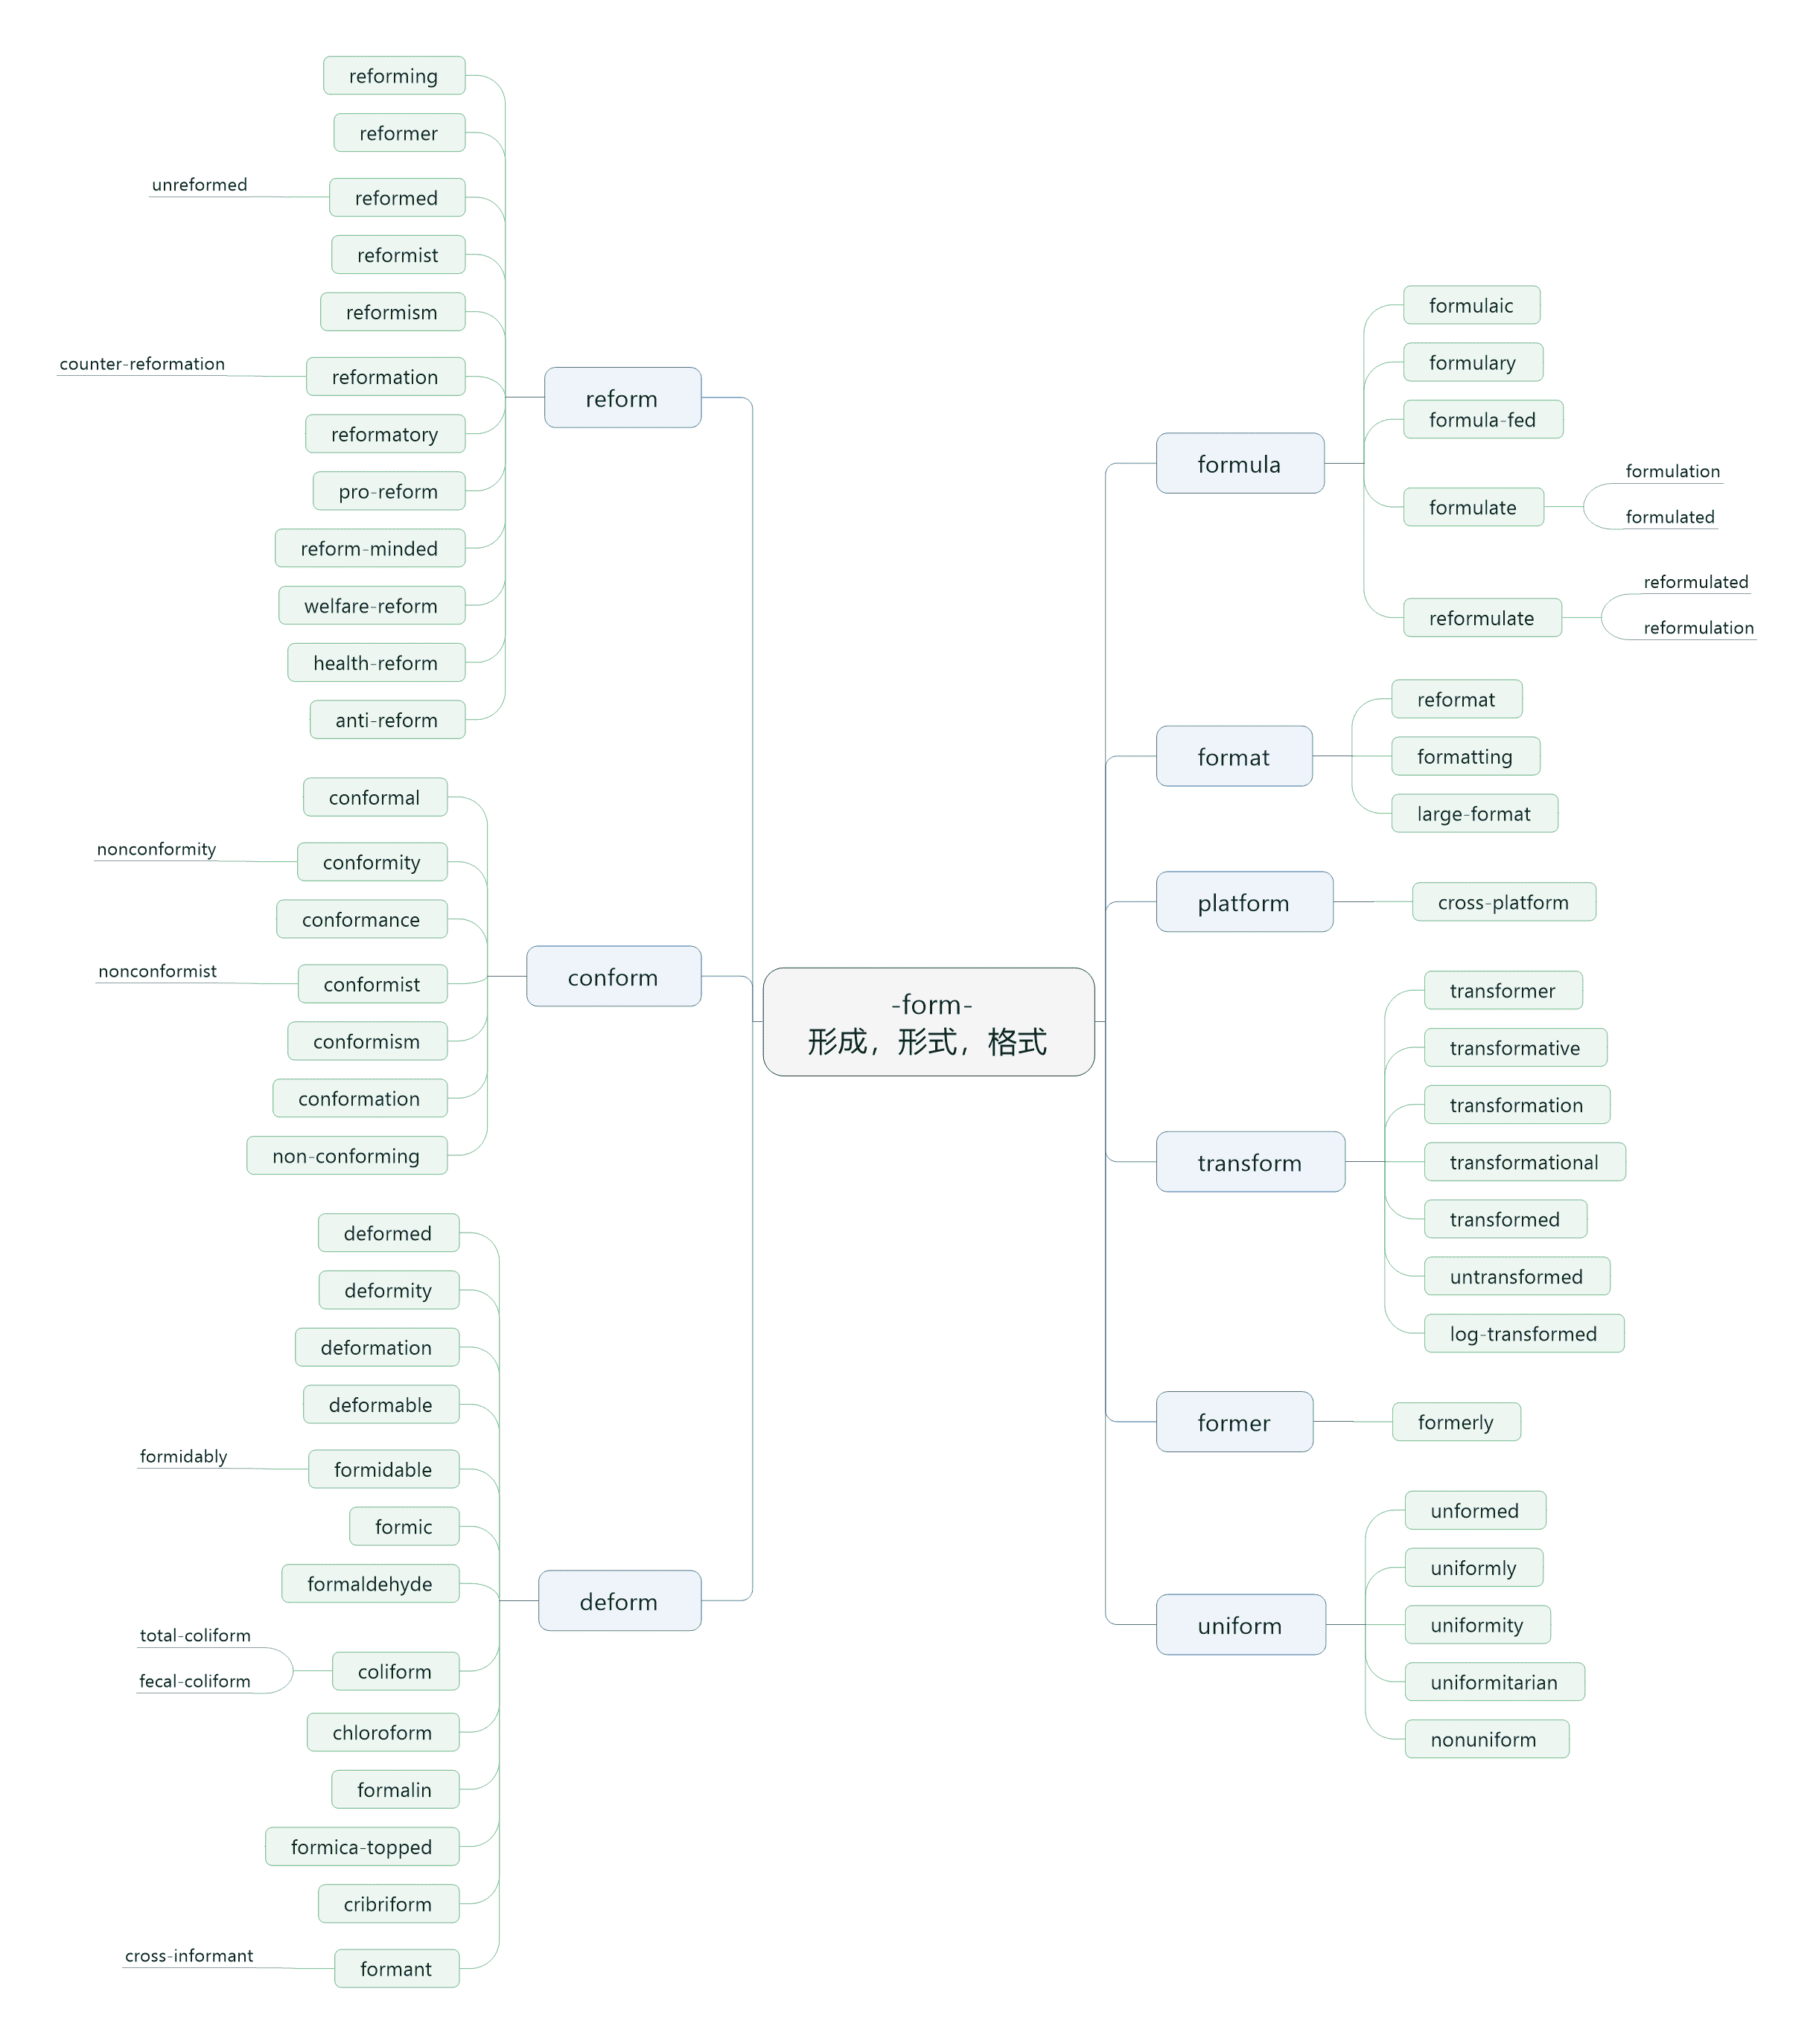 -form-
形成，形式，格式
reform
reforming
reformer
reformed
unreformed
reformist
reformism
reformation
counter-reformation
reformatory
pro-reform
reform-minded
welfare-reform
health-reform
anti-reform
conform
conformal
conformity
nonconformity
conformance
conformist
nonconformist
conformism
conformation
non-conforming
deform
deformed
deformity
deformation
deformable
formidable
formidably
formic
formaldehyde
coliform
total-coliform
fecal-coliform
chloroform
formalin
formica-topped
cribriform
formant
cross-informant
formula
formulaic
formulary
formula-fed
formulate
formulation
formulated
reformulate
reformulated
reformulation
format
reformat
formatting
large-format
platform
cross-platform
transform
transformer
transformative
transformation
transformational
transformed
untransformed
log-transformed
former
formerly
uniform
unformed
uniformly
uniformity
uniformitarian
nonuniform